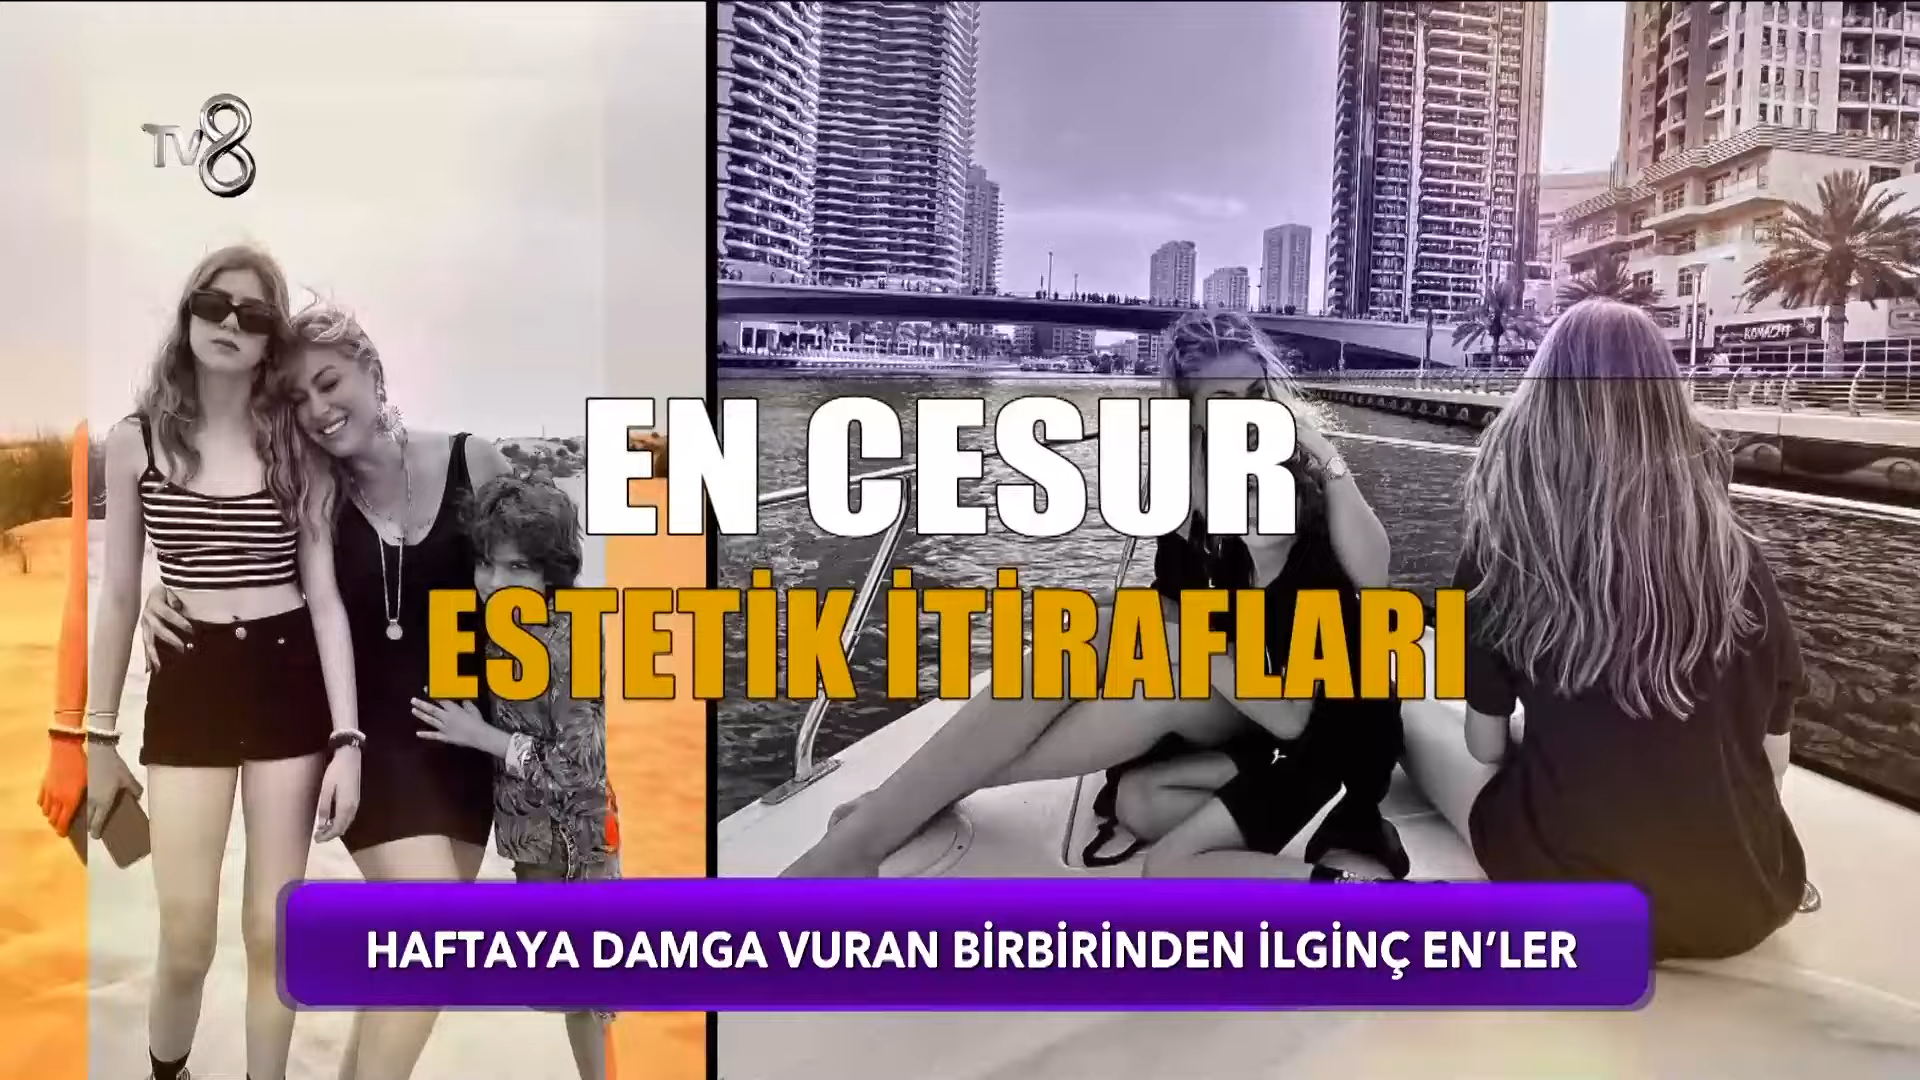 TV8
EN CESUR
ESTETİK İTİRAFLARI
HAFTAYA DAMGA VURAN BİRBİRİNDEN İLGİNÇ EN'LER